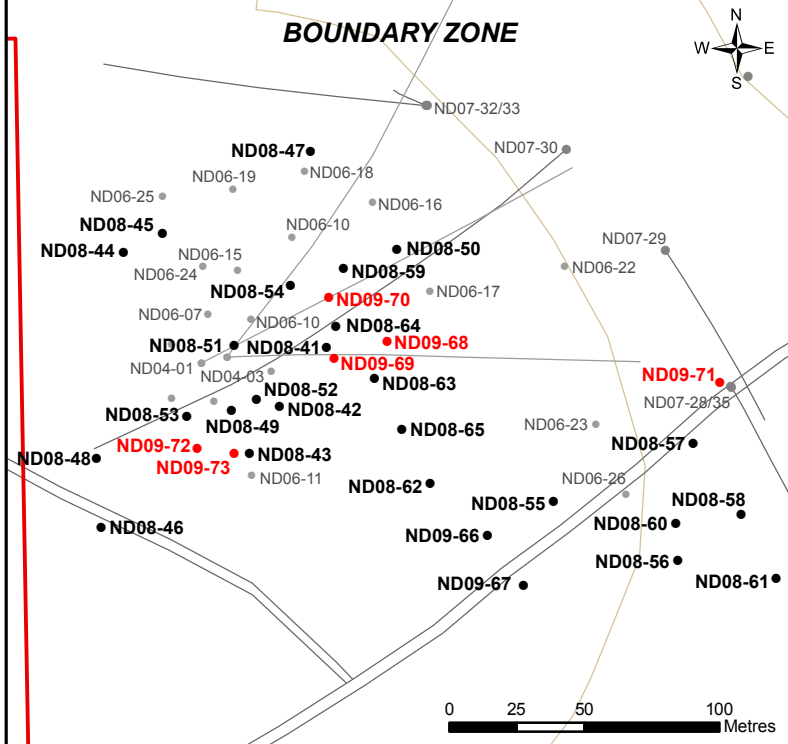 BOUNDARY ZONE
N
W E
S
ND07-32/33
ND08-47
ND07-30
ND06-18
ND06-19
ND06-25
ND06-16
ND08-45
ND06-10
ND07-29
ND08-44
ND08-50
ND06-15
ND08-59
ND06-24
ND06-22
ND08-54
ND06-17
ND09-70
ND06-07
ND06-10
ND08-64
ND08-51
ND08-41
ND09-68
ND09-69
ND04-01
ND04-03
ND08-63
ND09-71
ND08-52
ND07-28/35
ND08-42
ND08-53
ND08-49
ND06-23
ND08-65
ND09-72
ND08-57
ND08-48
ND09-73
ND08-43
ND06-11
ND08-62
ND06-26
ND08-55
ND08-58
ND08-46
ND08-60
ND09-66
ND08-56
ND09-67
ND08-61
0 25 50 100
Metres